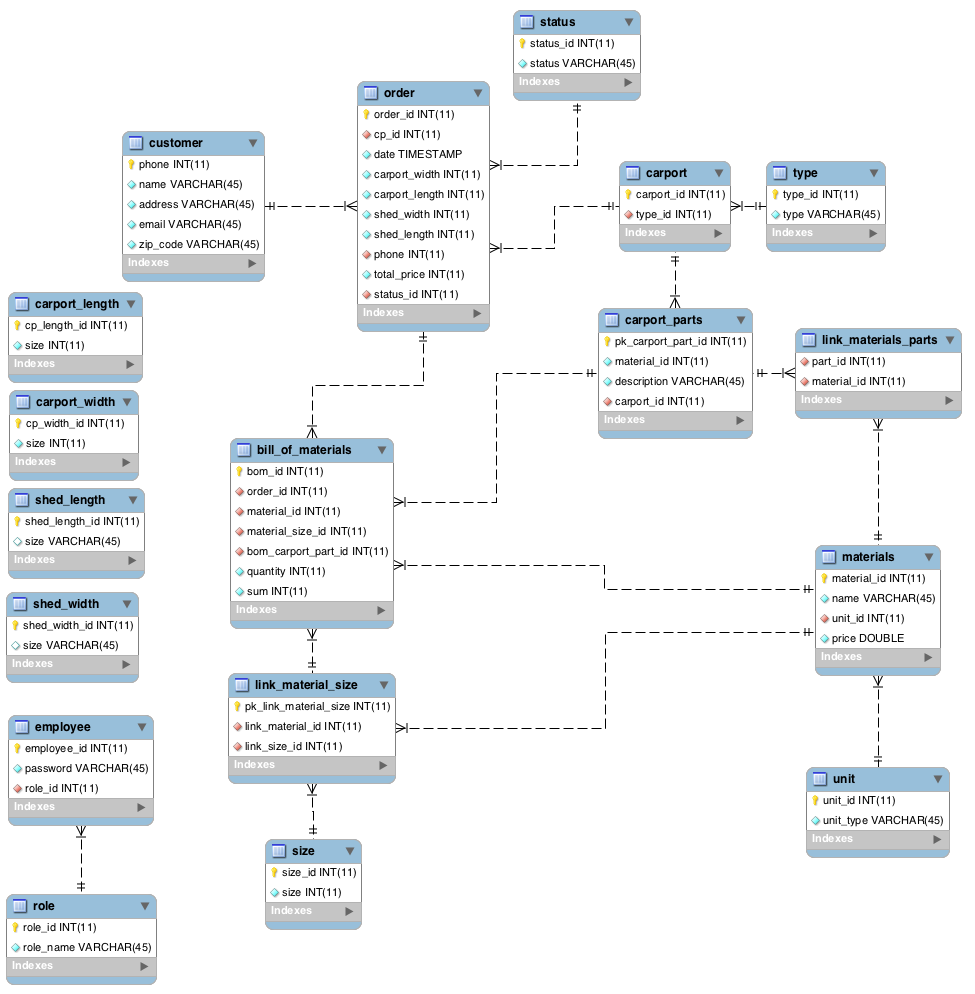 status
status_id INT(11)
status VARCHAR(45)
Indexes
order
order_id INT(11)
cp_id INT(11)
date TIMESTAMP
carport_width INT(11)
carport_length INT(11)
shed_width INT(11)
shed_length INT(11)
phone INT(11)
total_price INT(11)
status_id INT(11)
Indexes
customer
phone INT(11)
name VARCHAR(45)
address VARCHAR(45)
email VARCHAR(45)
zip_code VARCHAR(45)
Indexes
carport
carport_id INT(11)
type_id INT(11)
Indexes
type
type_id INT(11)
type VARCHAR(45)
Indexes
carport_length
cp_length_id INT(11)
size INT(11)
Indexes
carport_parts
pk_carport_part_id INT(11)
material_id INT(11)
description VARCHAR(45)
carport_id INT(11)
Indexes
link_materials_parts
part_id INT(11)
material_id INT(11)
Indexes
carport_width
cp_width_id INT(11)
size INT(11)
Indexes
bill_of_materials
bom_id INT(11)
order_id INT(11)
material_id INT(11)
material_size_id INT(11)
bom_carport_part_id INT(11)
quantity INT(11)
sum INT(11)
Indexes
shed_length
shed_length_id INT(11)
size VARCHAR(45)
Indexes
materials
material_id INT(11)
name VARCHAR(45)
unit_id INT(11)
price DOUBLE
Indexes
shed_width
shed_width_id INT(11)
size VARCHAR(45)
Indexes
link_material_size
pk_link_material_size INT(11)
link_material_id INT(11)
link_size_id INT(11)
Indexes
employee
employee_id INT(11)
password VARCHAR(45)
role_id INT(11)
Indexes
unit
unit_id INT(11)
unit_type VARCHAR(45)
Indexes
size
size_id INT(11)
size INT(11)
Indexes
role
role_id INT(11)
role_name VARCHAR(45)
Indexes